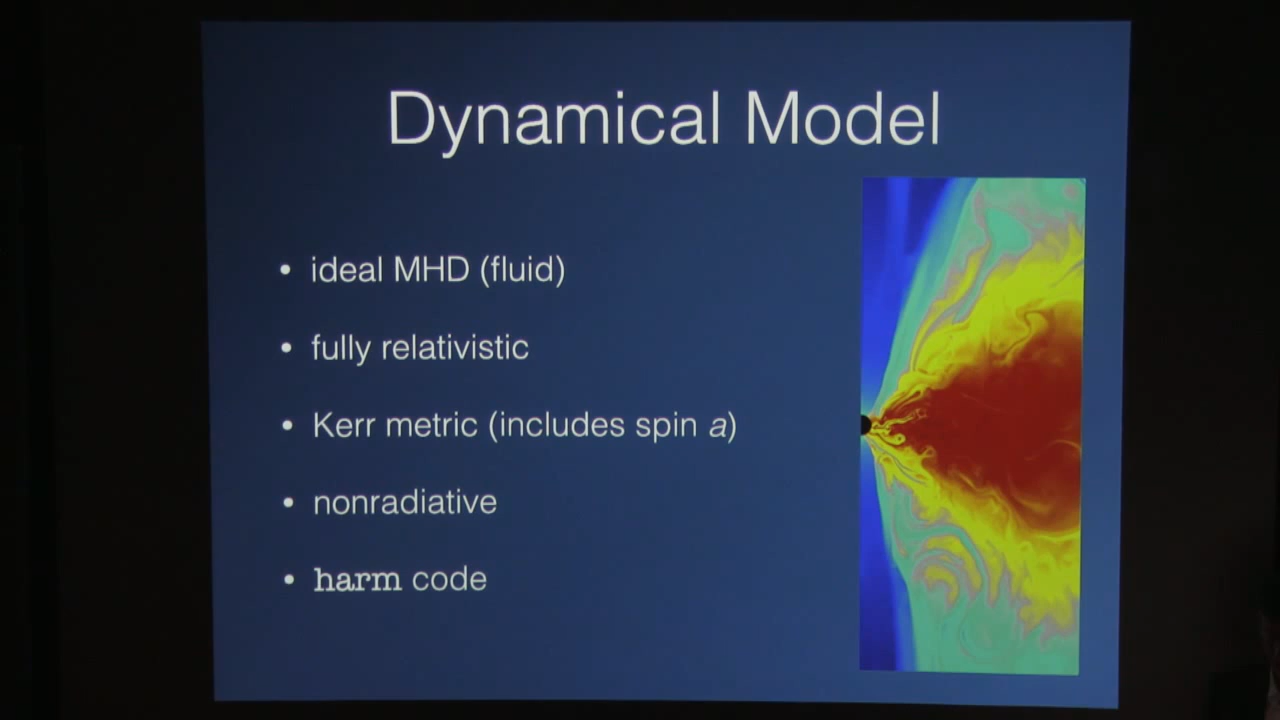 Dynamical Model
• ideal MHD (fluid)
• fully relativistic
• Kerr metric (includes spin a)
• nonradiative
• harm code